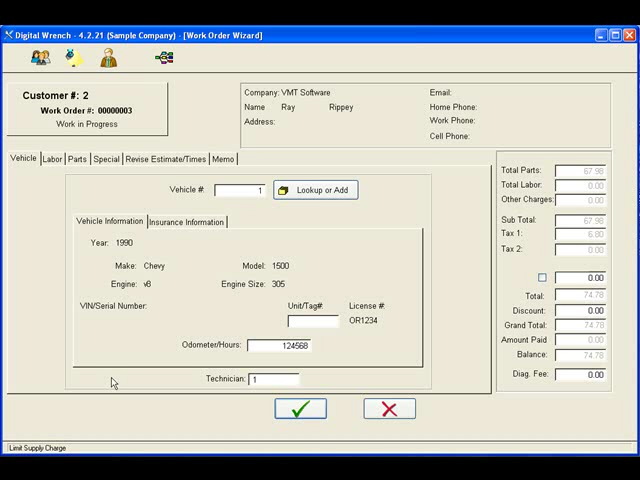 Digital Wrench - 4.2.21 (Sample Company) - [Work Order Wizard]
Customer #: 2
Work Order #: 00000003
Work in Progress
Company: VMT Software
Name Ray Rippey
Address:
Email:
Home Phone:
Work Phone:
Cell Phone:
Vehicle Labor Parts Special Revise Estimate/Times Memo
Vehicle #: 1 Lookup or Add
Vehicle Information Insurance Information
Year: 1990
Make: Chevy Model: 1500
Engine: v8 Engine Size: 305
VIN/Serial Number: Unit/Tag#: License #:
OR1234
Odometer/Hours: 124568
Technician: 1
Total Parts: 67.98
Total Labor: 0.00
Other Charges: 0.00
Sub Total: 67.98
Tax 1: 6.80
Tax 2: 0.00
0.00
Total: 74.78
Discount: 0.00
Grand Total: 74.78
Amount Paid 0.00
Balance: 74.78
Diag. Fee: 0.00
Limit Supply Charge